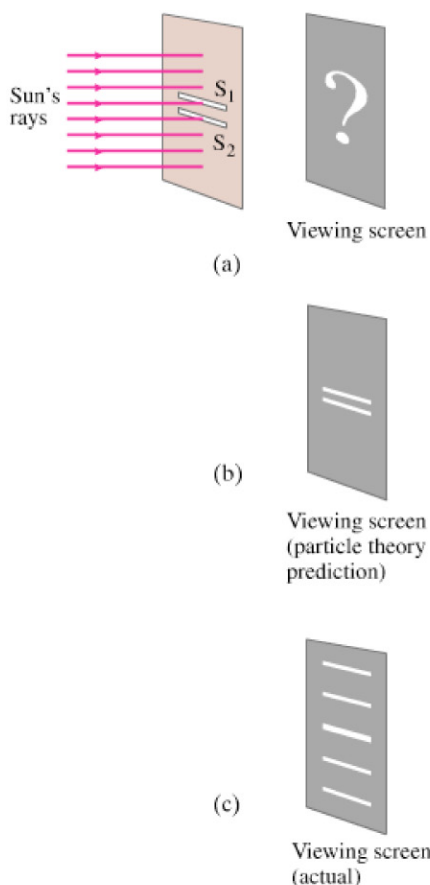 S1
Sun's
rays
S2
?
Viewing screen
(a)
(b)
Viewing screen
(particle theory
prediction)
(c)
Viewing screen
(actual)